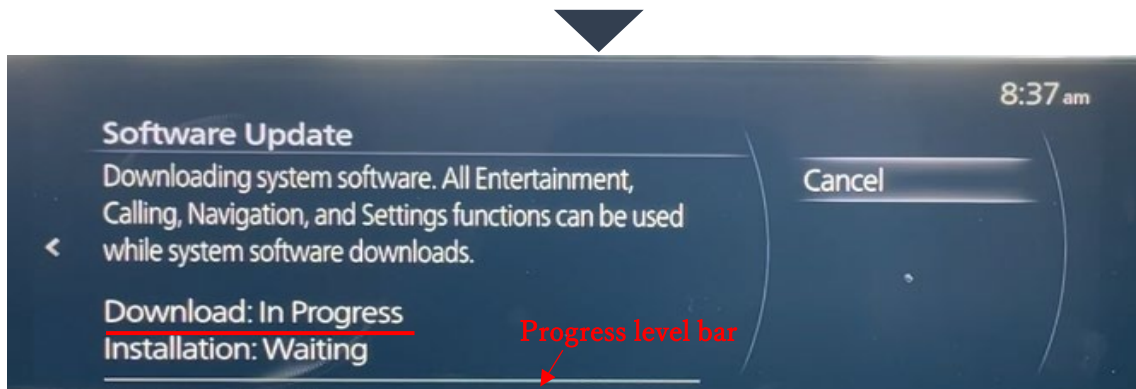 8:37 am
Software Update
Downloading system software. All Entertainment,
Calling, Navigation, and Settings functions can be used
while system software downloads.
Cancel
Download: In Progress
Installation: Waiting
Progress level bar